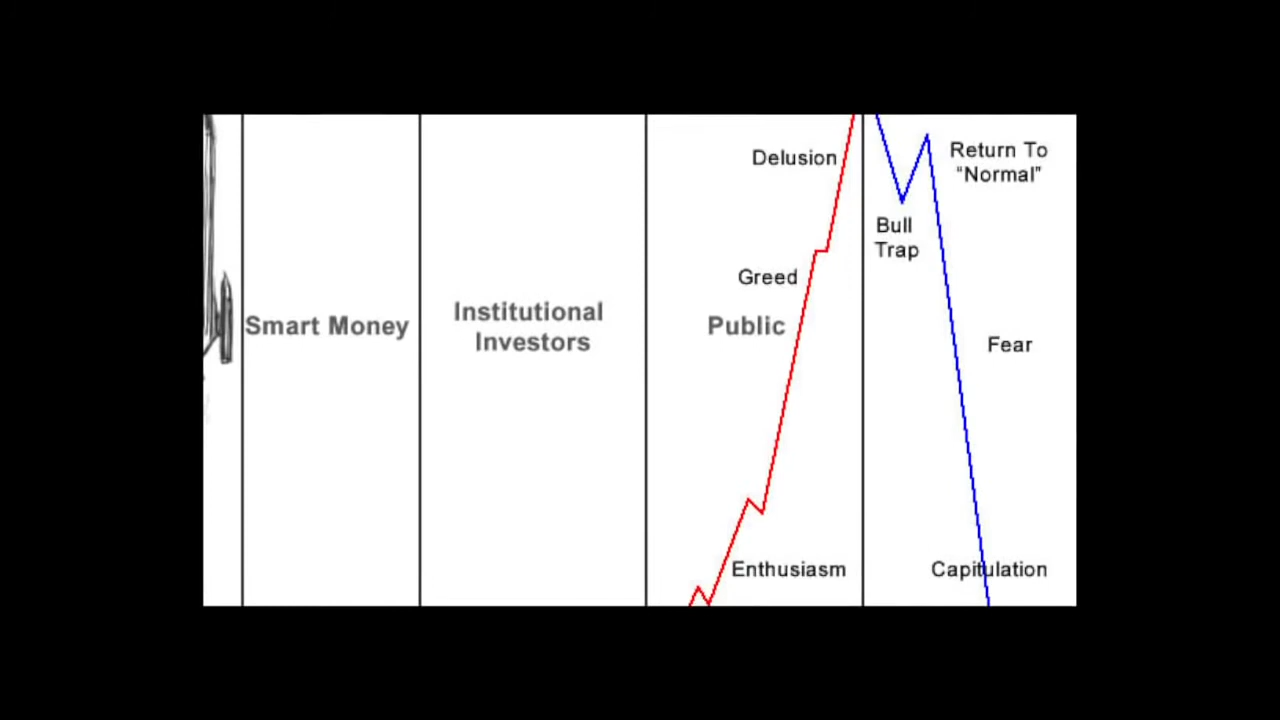 Delusion
Return To
“Normal”
Bull
Trap
Greed
Smart Money
Institutional
Investors
Public
Fear
Enthusiasm
Capitulation